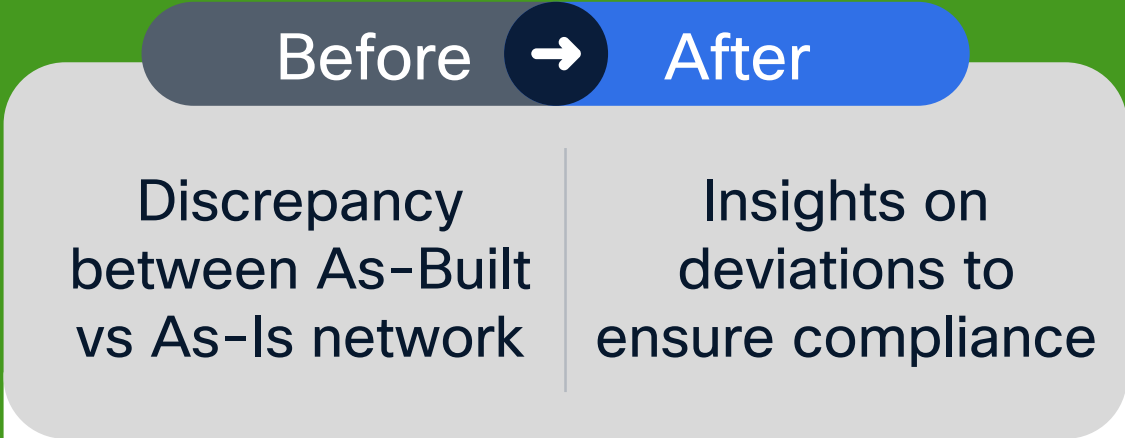 Before → After
Discrepancy
between As-Built
vs As-Is network
Insights on
deviations to
ensure compliance